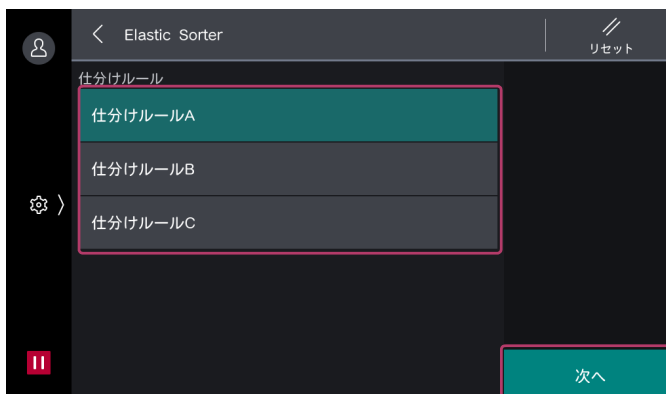 Elastic Sorter
リセット
仕分けルール
仕分けルールA
仕分けルールB
仕分けルールC
次へ